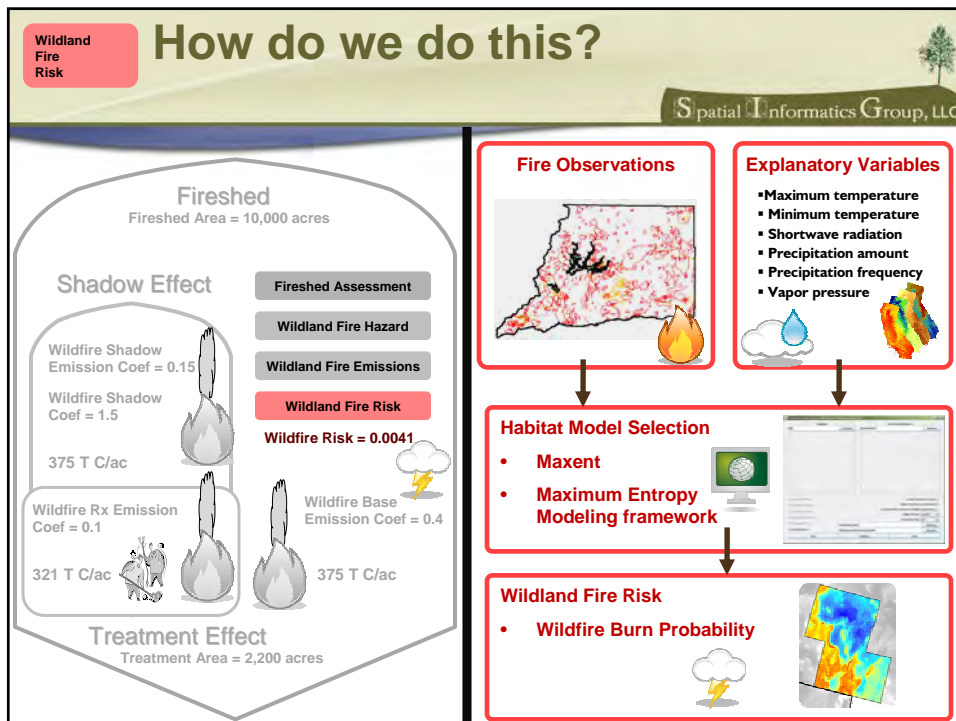 Wildland
Fire
Risk
How do we do this?
Spatial Informatics Group, LLC
Fireshed
Fireshed Area = 10,000 acres
Shadow Effect
Wildfire Shadow
Emission Coef = 0.15
Wildfire Shadow
Coef = 1.5
375 T C/ac
Fireshed Assessment
Wildland Fire Hazard
Wildland Fire Emissions
Wildland Fire Risk
Wildfire Risk = 0.0041
Wildfire Rx Emission
Coef = 0.1
321 T C/ac
Wildfire Base
Emission Coef = 0.4
375 T C/ac
Treatment Effect
Treatment Area = 2,200 acres
Fire Observations
Explanatory Variables
▪Maximum temperature
▪ Minimum temperature
▪ Shortwave radiation
▪ Precipitation amount
▪ Precipitation frequency
▪ Vapor pressure
Habitat Model Selection
• Maxent
• Maximum Entropy
Modeling framework
Wildland Fire Risk
• Wildfire Burn Probability